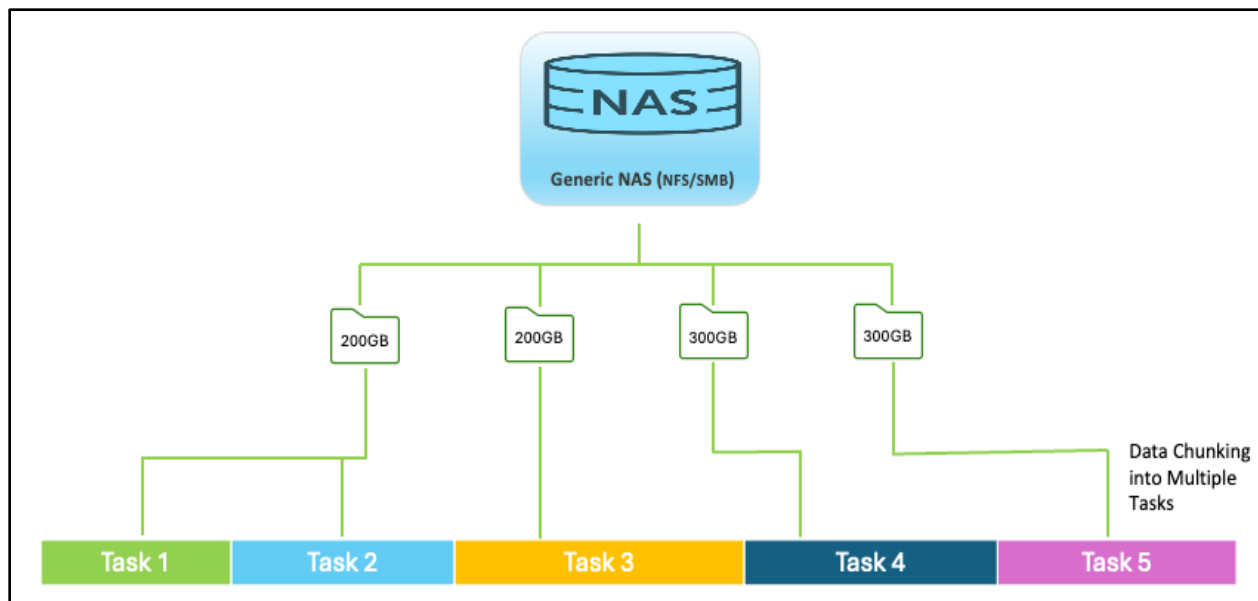 NAS
Generic NAS (NFS/SMB)
200GB
200GB
300GB
300GB
Data Chunking
into Multiple
Tasks
Task 1
Task 2
Task 3
Task 4
Task 5